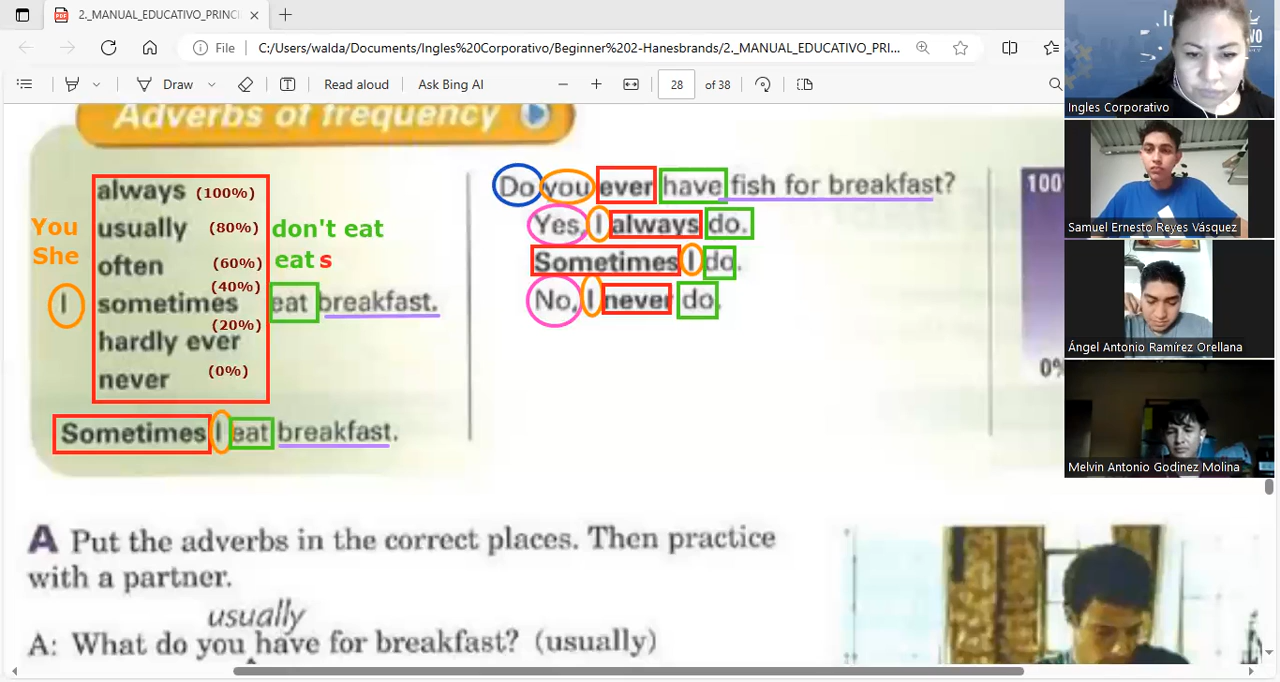 2._MANUAL_EDUCATIVO_PRINC
File C:/Users/walda/Documents/Ingles%20Corporativo/Beginner%202-Hanesbrands/2._MANUAL_EDUCATIVO_PRI...
Draw Read aloud Ask Bing AI 28 of 38
Adverbs of frequency
always (100%)
You usually (80%) don't eat
She often (60%) eat s
I sometimes (40%) eat breakfast.
hardly ever (20%)
never (0%)
Sometimes I eat breakfast.
Do you ever have fish for breakfast?
Yes, I always do.
Sometimes I do.
No, I never do.
100
0%
A Put the adverbs in the correct places. Then practice
with a partner.
usually
A: What do you have for breakfast? (usually)
Ingles Corporativo
Samuel Ernesto Reyes Vásquez
Ángel Antonio Ramírez Orellana
Melvin Antonio Godinez Molina